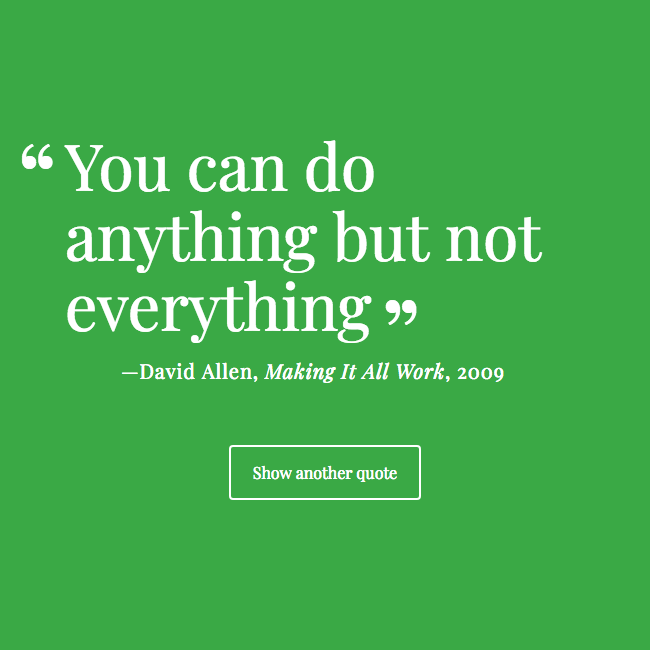 “You can do
anything but not
everything”
—David Allen, Making It All Work, 2009
Show another quote